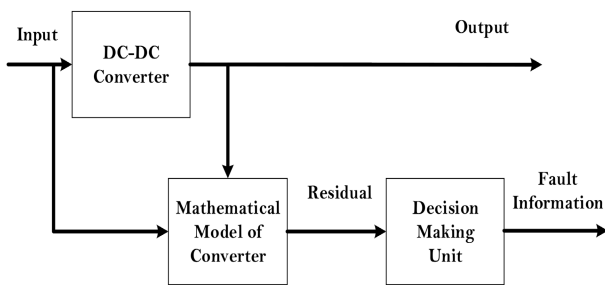 Input
DC-DC
Converter
Output
Mathematical
Model of
Converter
Residual
Decision
Making
Unit
Fault
Information